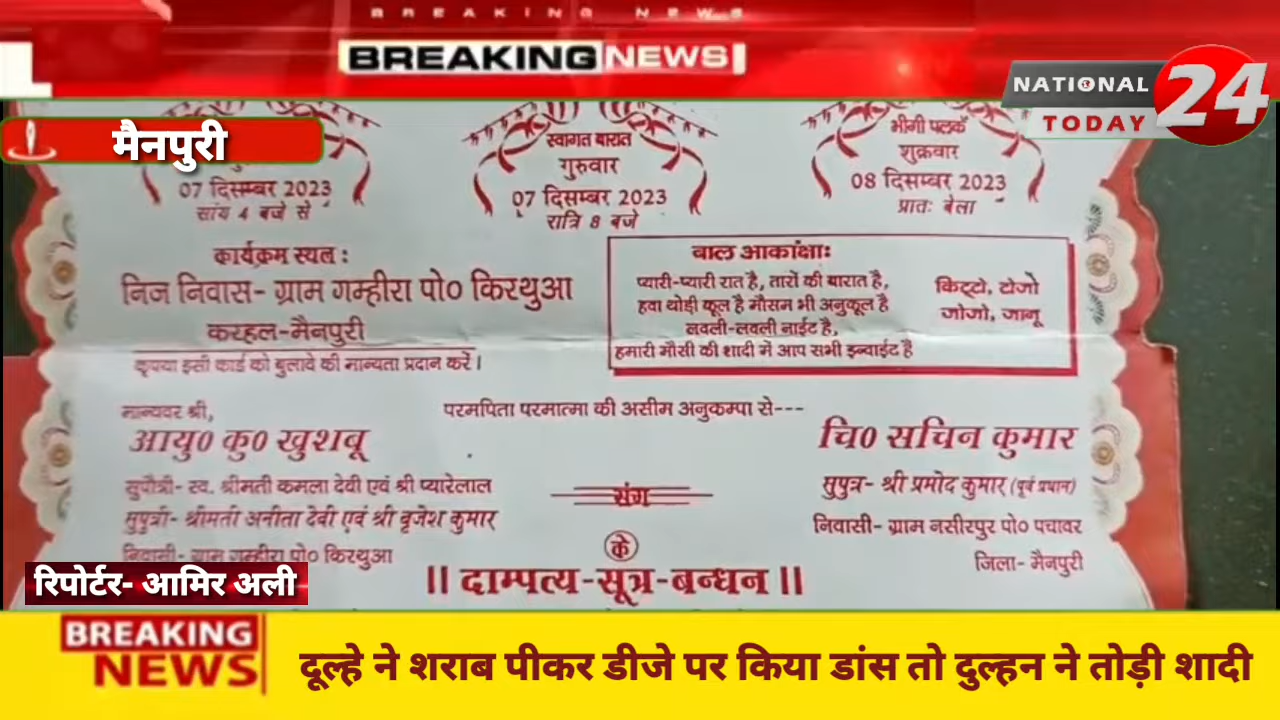 BREAKING NEWS
BREAKING NEWS
NATIONAL 24
TODAY
मैनपुरी
07 दिसम्बर 2023
सांय 4 बजे से
स्वागत बारात
गुरुवार
07 दिसम्बर 2023
रात्रि 8 बजे
भीगी पलकें
शुक्रवार
08 दिसम्बर 2023
प्रातः बेला
कार्यक्रम स्थल :
निज निवास- ग्राम गम्हीरा पो० किरथुआ
करहल-मैनपुरी
कृपया इसी कार्ड को बुलावे की मान्यता प्रदान करें।
बाल आकांक्षाः
प्यारी-प्यारी रात है, तारों की बारात है,
हवा थोड़ी कूल है मौसम भी अनुकूल है
लवली-लवली नाईट है,
हमारी मौसी की शादी में आप सभी इन्वाईट है
किट्टो, टोजो
जोजो, जानू
मान्यवर श्री,
परमपिता परमात्मा की असीम अनुकम्पा से---
आयु० कु० खुशबू
सुपौत्री- स्व. श्रीमती कमला देवी एवं श्री प्यारेलाल
सुपुत्री- श्रीमती अनीता देवी एवं श्री बृजेश कुमार
निवासी- ग्राम गम्हीरा पो० किरथुआ
संग
चि० सचिन कुमार
सुपुत्र- श्री प्रमोद कुमार (पूर्व प्रधान)
निवासी- ग्राम नसीरपुर पो० पचावर
जिला- मैनपुरी
के
|| दाम्पत्य-सूत्र-बन्धन ||
रिपोर्टर- आमिर अली
BREAKING
NEWS
दूल्हे ने शराब पीकर डीजे पर किया डांस तो दुल्हन ने तोड़ी शादी